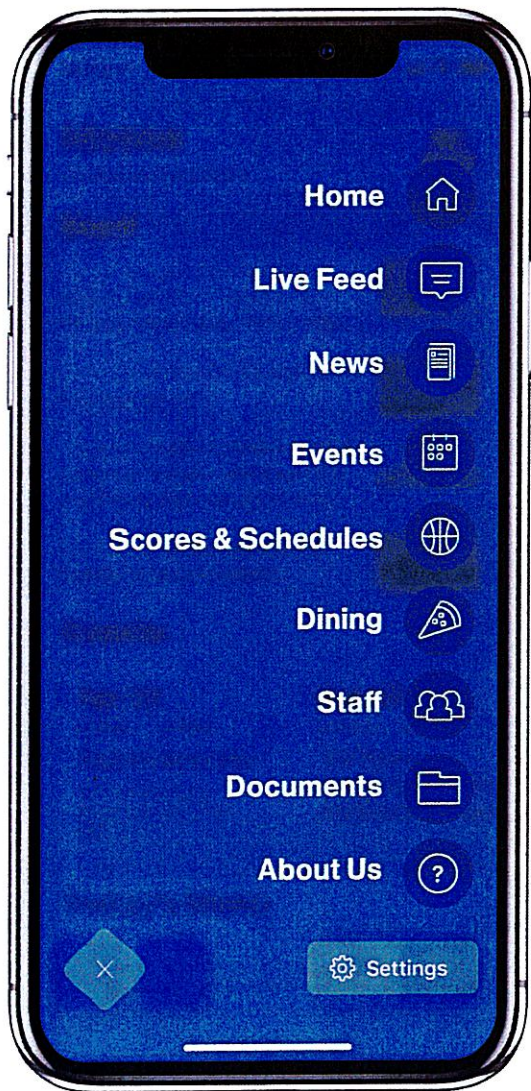 Home
Live Feed
News
Events
Scores & Schedules
Dining
Staff
Documents
About Us
Settings